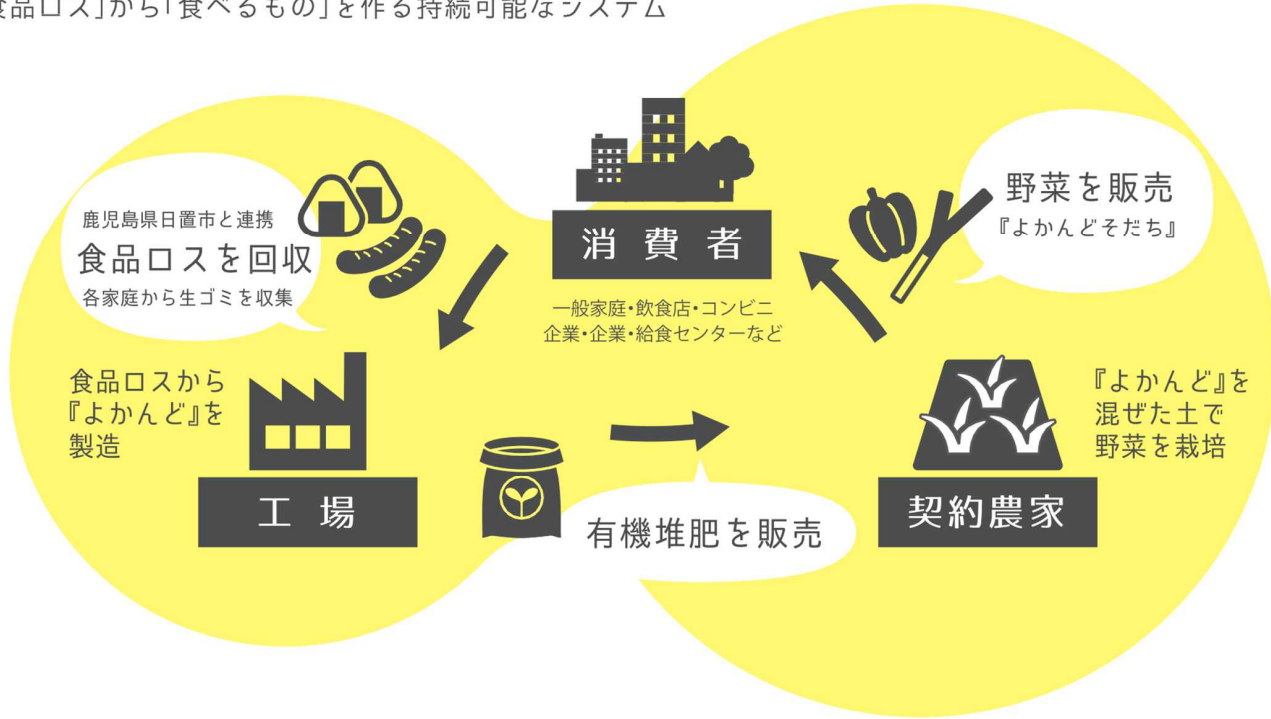 食品ロス」から「食べるもの」を作る持続可能なシステム
鹿児島県日置市と連携
食品ロスを回収
各家庭から生ゴミを収集
消費者
一般家庭・飲食店・コンビニ
企業・企業・給食センターなど
野菜を販売
『よかんどそだち』
食品ロスから
『よかんど』を
製造
工場
有機堆肥を販売
『よかんど』を
混ぜた土で
野菜を栽培
契約農家